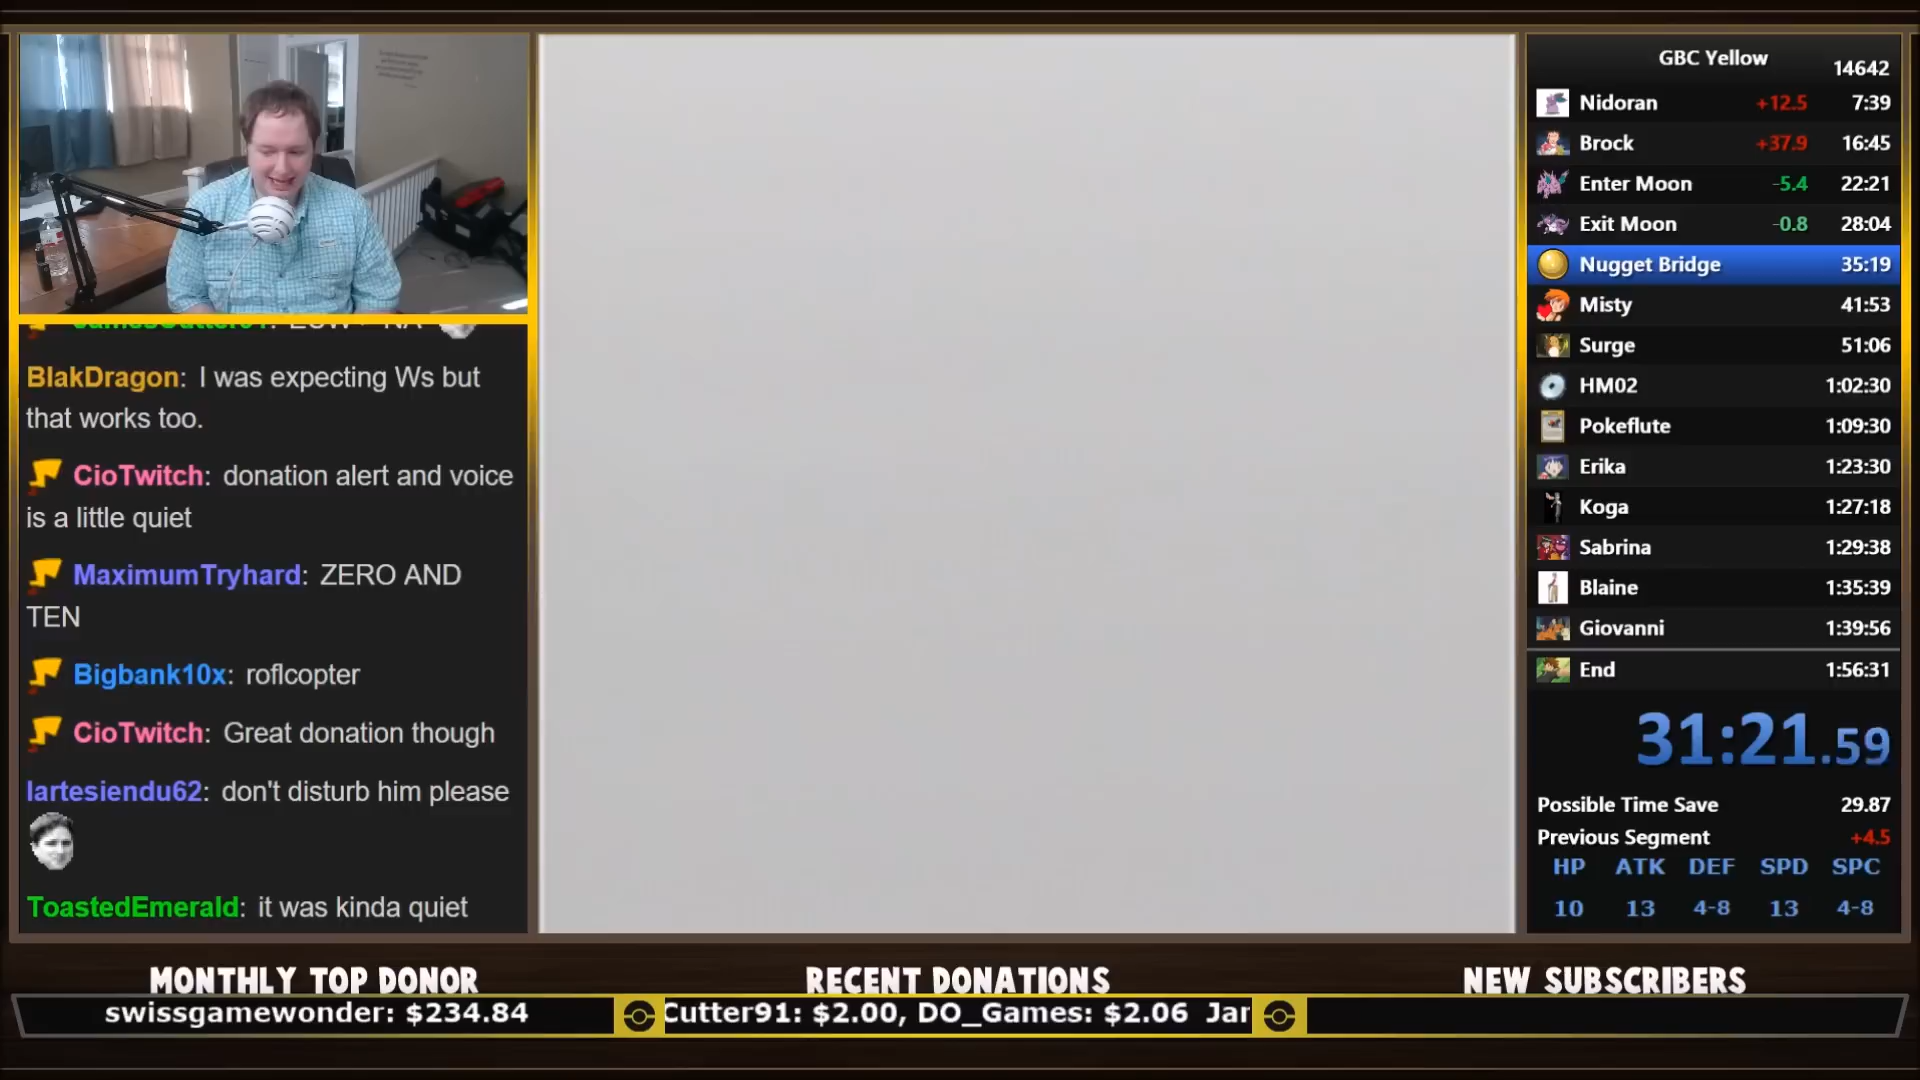 BlakDragon: I was expecting Ws but
that works too.
CioTwitch: donation alert and voice
is a little quiet
MaximumTryhard: ZERO AND
TEN
Bigbank10x: roflcopter
CioTwitch: Great donation though
lartesiendu62: don't disturb him please
ToastedEmerald: it was kinda quiet
GBC Yellow 14642
Nidoran +12.5 7:39
Brock +37.9 16:45
Enter Moon -5.4 22:21
Exit Moon -0.8 28:04
Nugget Bridge 35:19
Misty 41:53
Surge 51:06
HM02 1:02:30
Pokeflute 1:09:30
Erika 1:23:30
Koga 1:27:18
Sabrina 1:29:38
Blaine 1:35:39
Giovanni 1:39:56
End 1:56:31
31:21.59
Possible Time Save 29.87
Previous Segment +4.5
HP ATK DEF SPD SPC
10 13 4-8 13 4-8
MONTHLY TOP DONOR
swissgamewonder: $234.84
RECENT DONATIONS
Cutter91: $2.00, DO_Games: $2.06 Jar
NEW SUBSCRIBERS